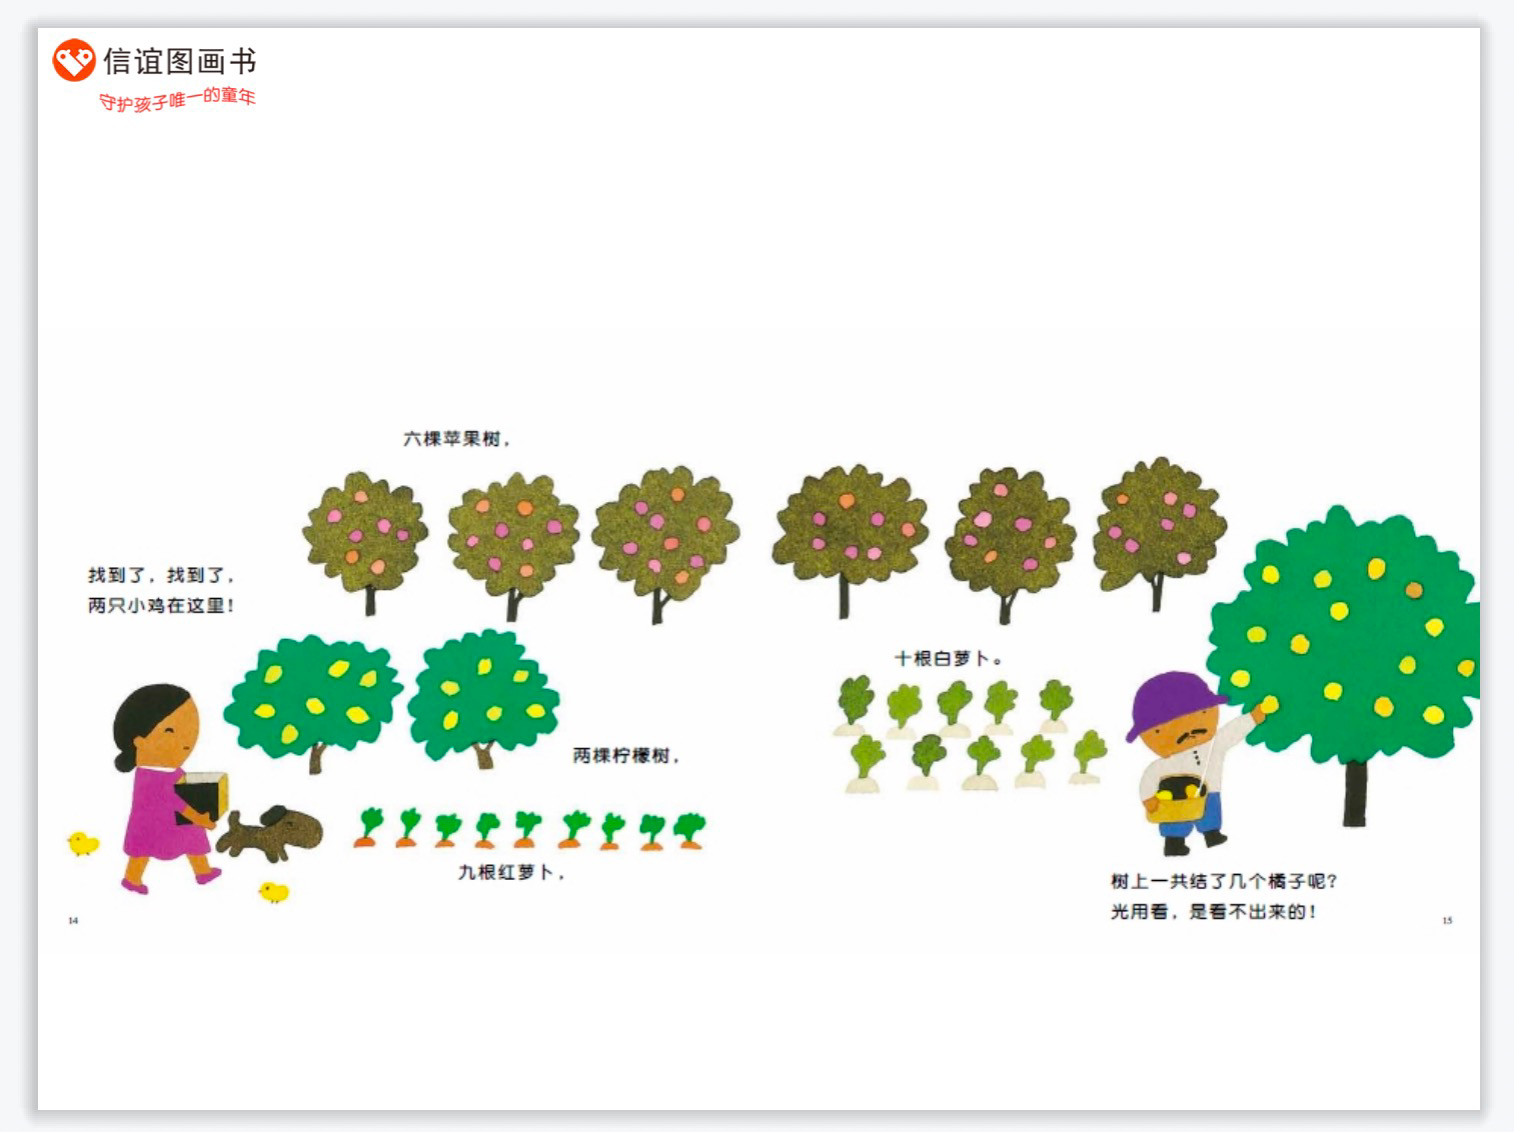 信谊图画书
守护孩子唯一的童年
六棵苹果树，
找到了，找到了，
两只小鸡在这里！
十根白萝卜。
两棵柠檬树，
九根红萝卜，
树上一共结了几个橘子呢？
光用看，是看不出来的！
14
15